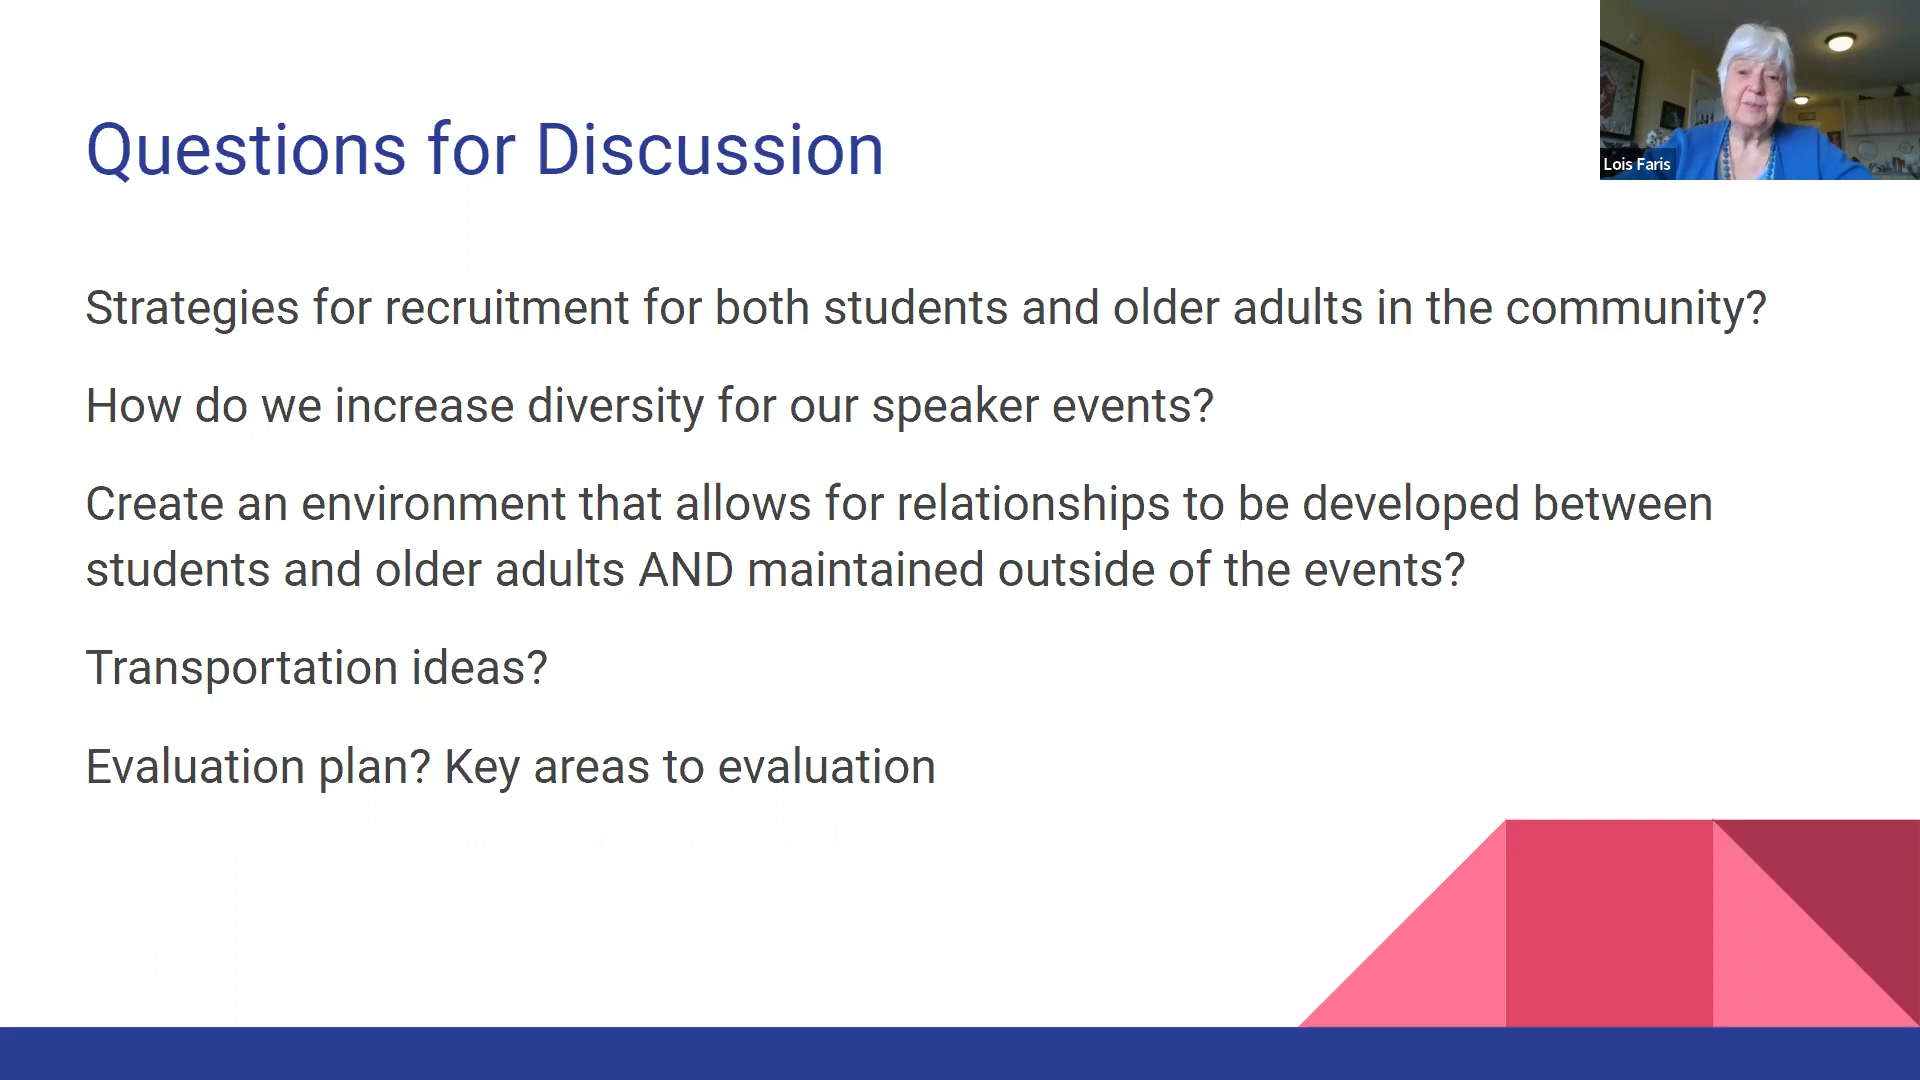 Questions for Discussion
Lois Faris
Strategies for recruitment for both students and older adults in the community?
How do we increase diversity for our speaker events?
Create an environment that allows for relationships to be developed between
students and older adults AND maintained outside of the events?
Transportation ideas?
Evaluation plan? Key areas to evaluation